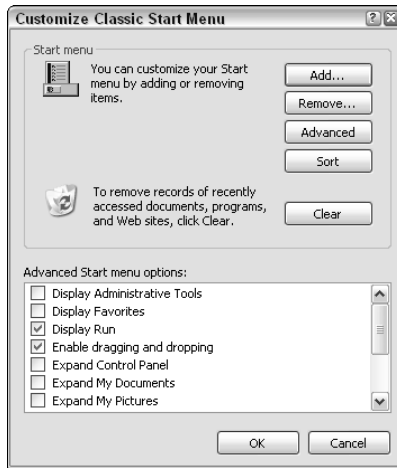 Customize Classic Start Menu
Start menu
You can customize your Start
menu by adding or removing
items.
Add...
Remove...
Advanced
Sort
To remove records of recently
accessed documents, programs,
and Web sites, click Clear.
Clear
Advanced Start menu options:
Display Administrative Tools
Display Favorites
Display Run
Enable dragging and dropping
Expand Control Panel
Expand My Documents
Expand My Pictures
OK
Cancel